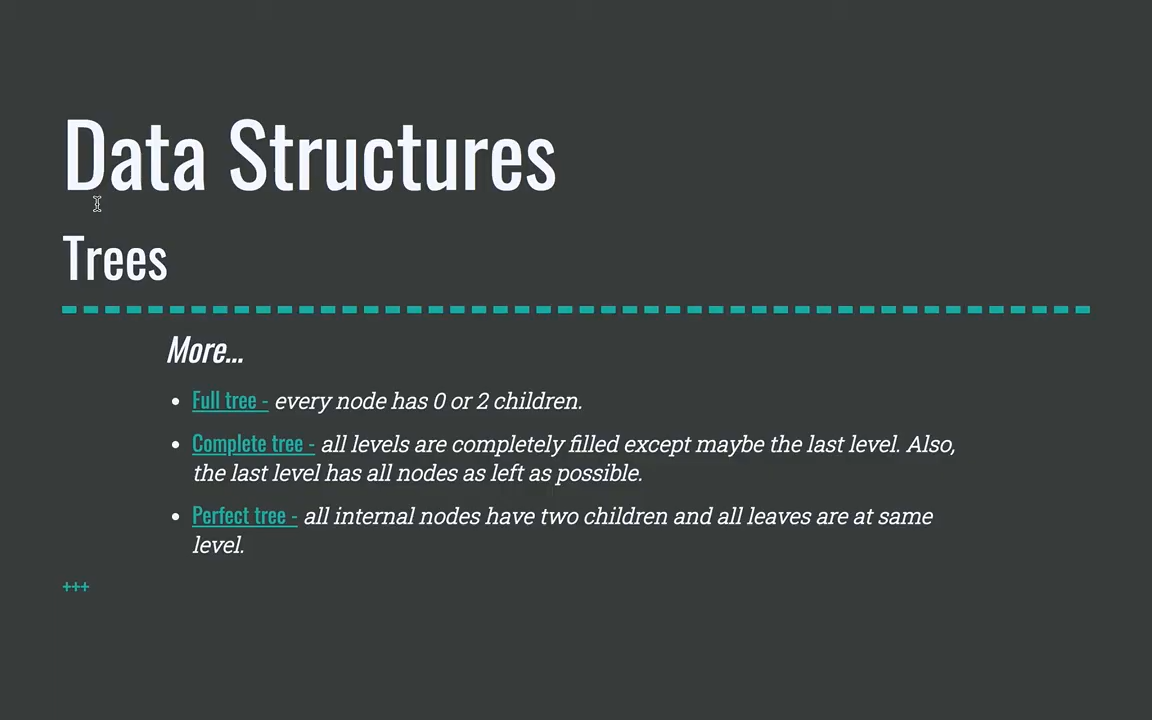 Data Structures
Trees
More...
• Full tree - every node has 0 or 2 children.
• Complete tree - all levels are completely filled except maybe the last level. Also,
the last level has all nodes as left as possible.
• Perfect tree - all internal nodes have two children and all leaves are at same
level.
+++